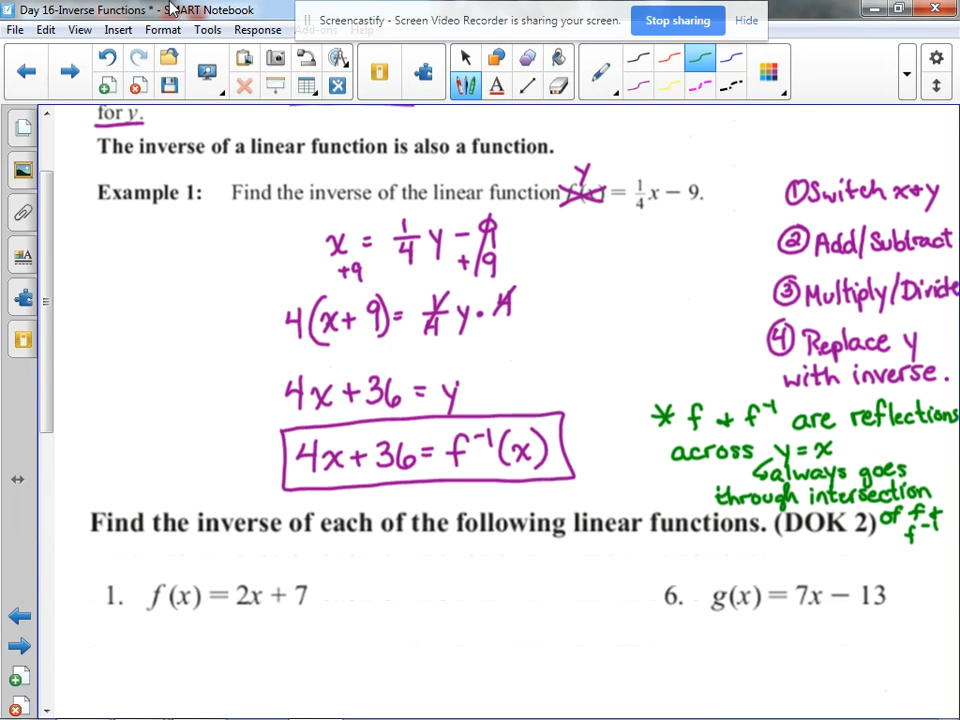 Day 16-Inverse Functions * - SMART Notebook
Screencastify - Screen Video Recorder is sharing your screen.
Stop sharing
Hide
File Edit View Insert Format Tools Response Add-ons Help
for y.
The inverse of a linear function is also a function.
Example 1: Find the inverse of the linear function f(x) = 1/4 x − 9.
y
x = 1/4 y − 9
+9 +9
4(x + 9) = 1/4 y · 4
4x + 36 = y
4x + 36 = f⁻¹(x)
① Switch x + y
② Add/Subtract
③ Multiply/Divide
④ Replace y
with inverse.
* f + f⁻¹ are reflections
across y = x
↳ always goes
through intersection
of f +
f⁻¹
Find the inverse of each of the following linear functions. (DOK 2)
1. f(x) = 2x + 7
6. g(x) = 7x − 13